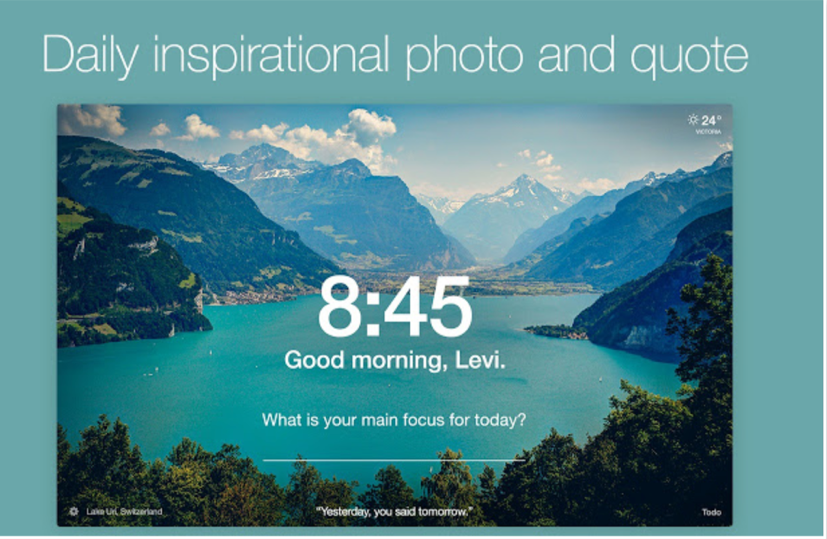 Daily inspirational photo and quote
24°
VICTORIA
8:45
Good morning, Levi.
What is your main focus for today?
Lake Uri, Switzerland
"Yesterday, you said tomorrow."
Todo